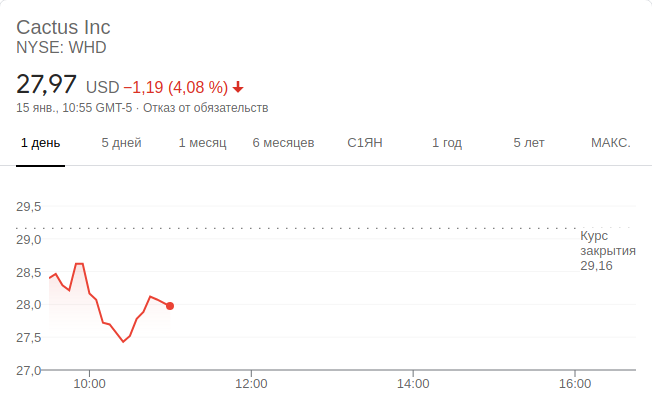 Cactus Inc
NYSE: WHD
27,97 USD −1,19 (4,08 %)
15 янв., 10:55 GMT-5 · Отказ от обязательств
1 день 5 дней 1 месяц 6 месяцев С1ЯН 1 год 5 лет МАКС.
29,5
29,0
28,5
28,0
27,5
27,0
Курс
закрытия
29,16
10:00 12:00 14:00 16:00